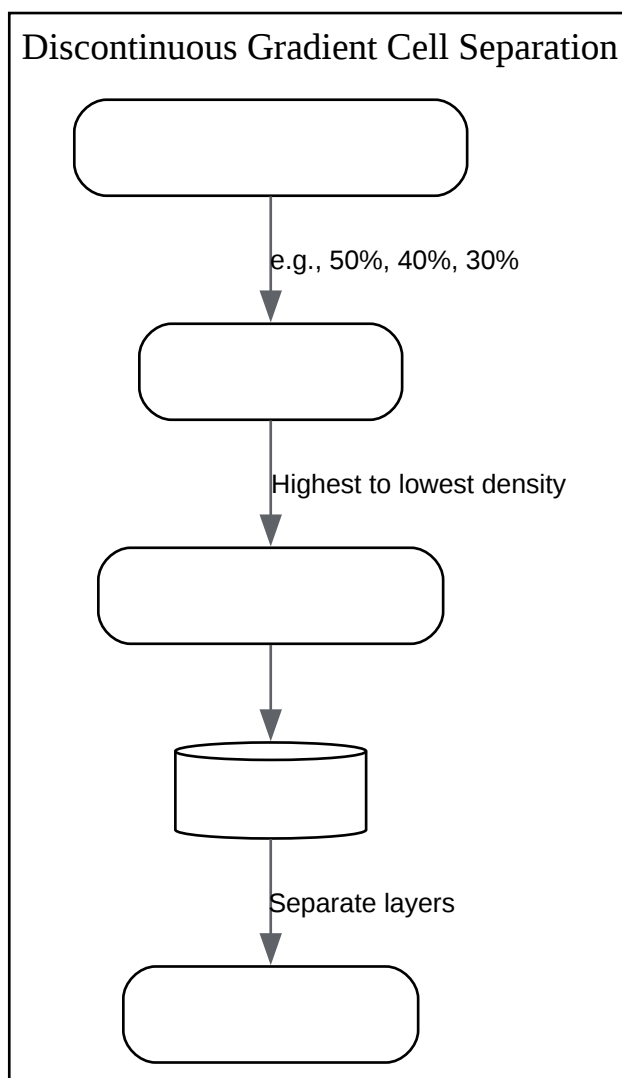 Discontinuous Gradient Cell Separation
e.g., 50%, 40%, 30%
Highest to lowest density
Separate layers